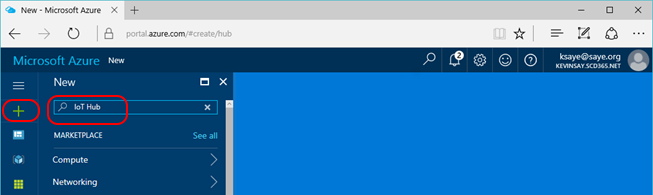 New - Microsoft Azure
portal.azure.com/#create/hub
Microsoft Azure New
2
ksaye@saye.org
KEVINSAY.SCD365.NET
New
IoT Hub
MARKETPLACE See all
Compute
Networking